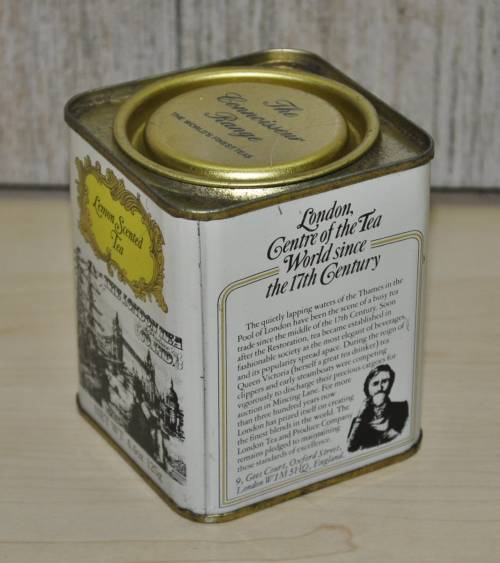 The
Connoisseur
Range
THE WORLD'S FINEST TEAS
Lemon Scented
Tea
London,
Centre of the Tea
World since
the 17th Century
The quietly lapping waters of the Thames in the
Pool of London have been the scene of a busy tea
trade since the middle of the 17th Century. Soon
after the Restoration, tea became established in
fashionable society as the most elegant of beverages,
and its popularity spread apace. During the reign of
Queen Victoria (herself a great tea drinker) tea
clippers and early steamboats were competing
vigorously to discharge their precious cargoes for
auction in Mincing Lane. For more
than three hundred years now
London has prized itself on creating
the finest blends in the world. The
London Tea and Produce Company
remains pledged to maintaining
these standards of excellence.
9, Gees Court, Oxford Street,
London W1M 5HQ, England.